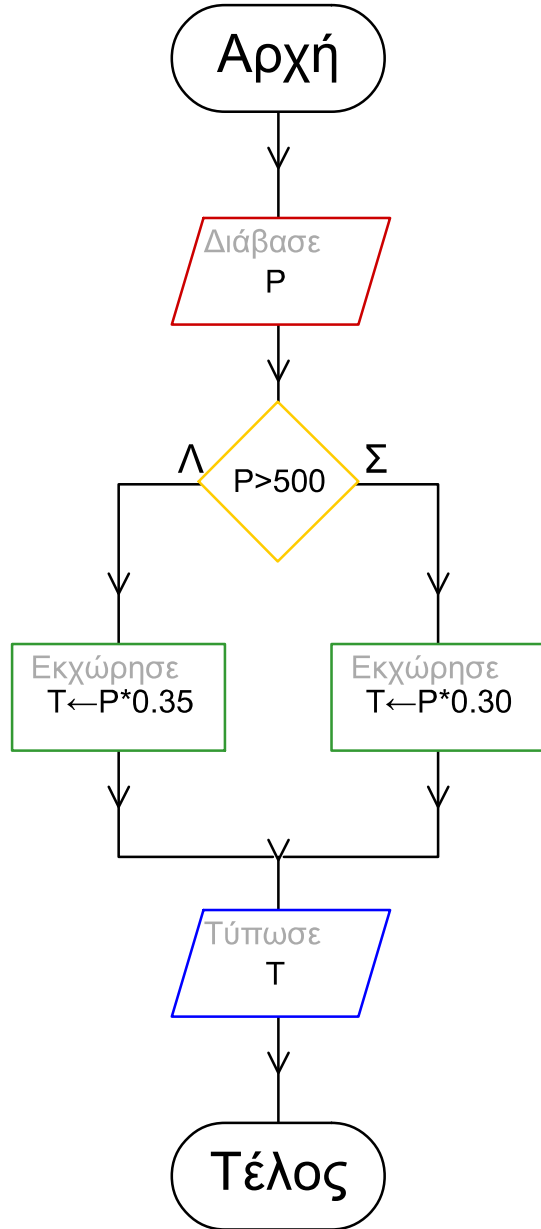 Αρχή
Διάβασε
P
Λ
P>500
Σ
Εκχώρησε
T←P*0.35
Εκχώρησε
T←P*0.30
Τύπωσε
T
Τέλος